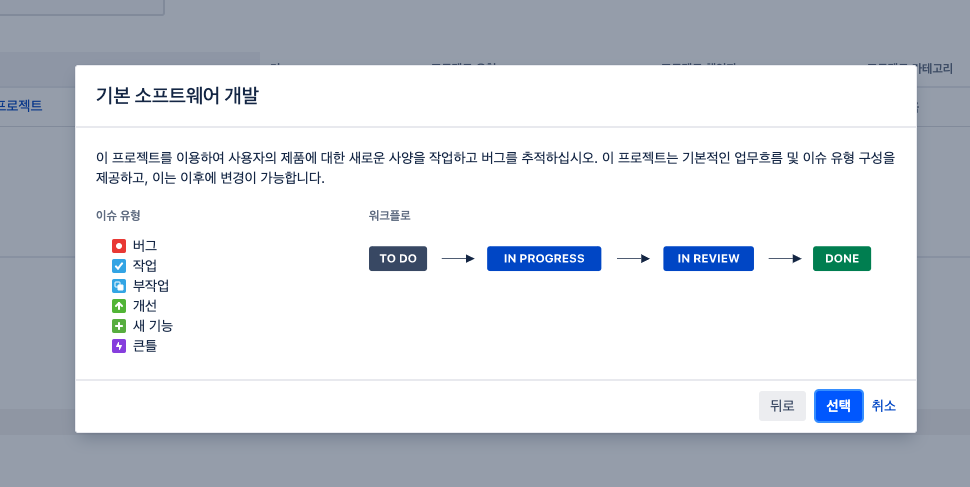 카테고리
프로젝트
기본 소프트웨어 개발
이 프로젝트를 이용하여 사용자의 제품에 대한 새로운 사양을 작업하고 버그를 추적하십시오. 이 프로젝트는 기본적인 업무흐름 및 이슈 유형 구성을
제공하고, 이는 이후에 변경이 가능합니다.
이슈 유형
버그
작업
부작업
개선
새 기능
큰틀
워크플로
TO DO
IN PROGRESS
IN REVIEW
DONE
뒤로
선택
취소